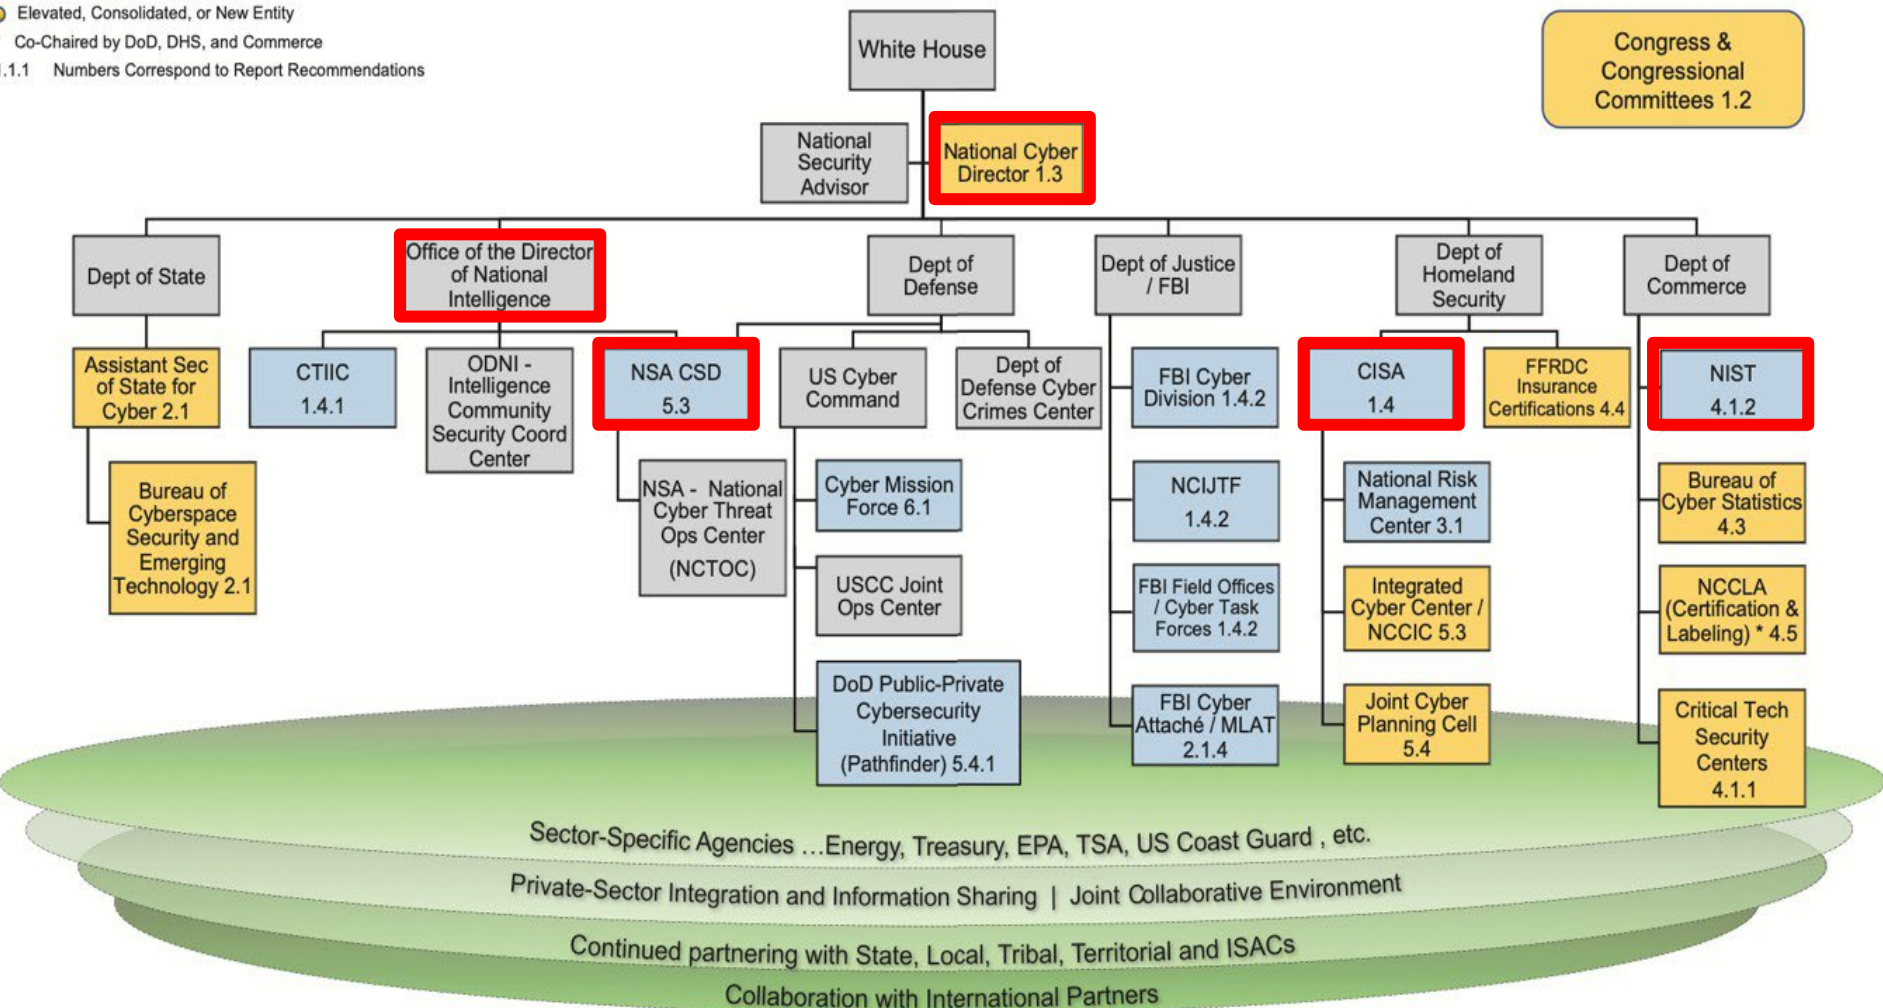 Elevated, Consolidated, or New Entity
Co-Chaired by DoD, DHS, and Commerce
1.1.1 Numbers Correspond to Report Recommendations
White House
Congress &
Congressional
Committees 1.2
National
Security
Advisor
National Cyber
Director 1.3
Dept of State
Office of the Director
of National
Intelligence
Dept of
Defense
Dept of Justice
/ FBI
Dept of
Homeland
Security
Dept of
Commerce
Assistant Sec
of State for
Cyber 2.1
CTIIC
1.4.1
ODNI -
Intelligence
Community
Security Coord
Center
NSA CSD
5.3
US Cyber
Command
Dept of
Defense Cyber
Crimes Center
FBI Cyber
Division 1.4.2
CISA
1.4
FFRDC
Insurance
Certifications 4.4
NIST
4.1.2
Bureau of
Cyberspace
Security and
Emerging
Technology 2.1
NSA - National
Cyber Threat
Ops Center
(NCTOC)
Cyber Mission
Force 6.1
NCIJTF
1.4.2
National Risk
Management
Center 3.1
Bureau of
Cyber Statistics
4.3
USCC Joint
Ops Center
FBI Field Offices
/ Cyber Task
Forces 1.4.2
Integrated
Cyber Center /
NCCIC 5.3
NCCLA
(Certification &
Labeling) * 4.5
DoD Public-Private
Cybersecurity
Initiative
(Pathfinder) 5.4.1
FBI Cyber
Attaché / MLAT
2.1.4
Joint Cyber
Planning Cell
5.4
Critical Tech
Security
Centers
4.1.1
Sector-Specific Agencies ...Energy, Treasury, EPA, TSA, US Coast Guard , etc.
Private-Sector Integration and Information Sharing | Joint Collaborative Environment
Continued partnering with State, Local, Tribal, Territorial and ISACs
Collaboration with International Partners